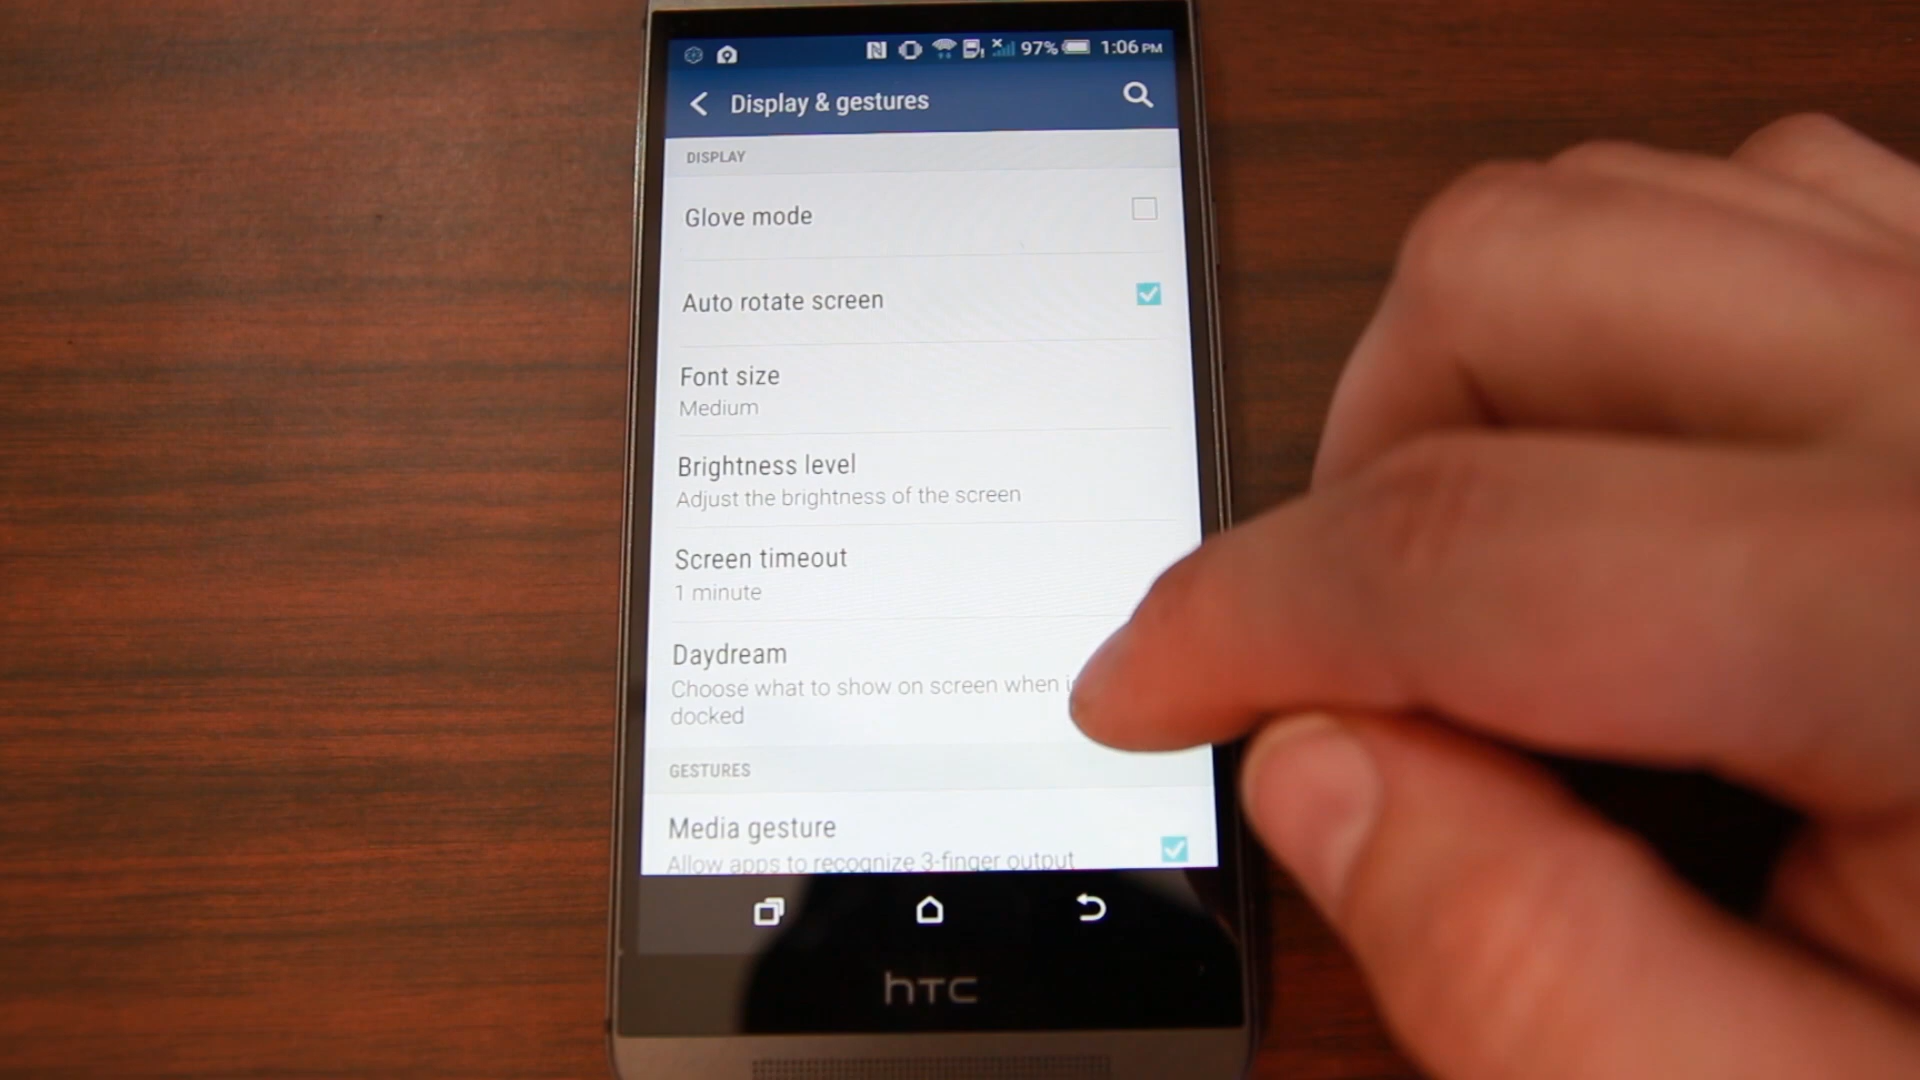 97% 1:06 PM
Display & gestures
DISPLAY
Glove mode
Auto rotate screen
Font size
Medium
Brightness level
Adjust the brightness of the screen
Screen timeout
1 minute
Daydream
Choose what to show on screen when
docked
GESTURES
Media gesture
Allow apps to recognize 3-finger output
hTC